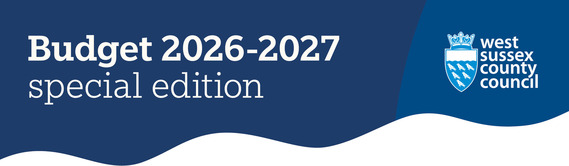 Budget 2026-2027
special edition
west
sussex
county
council